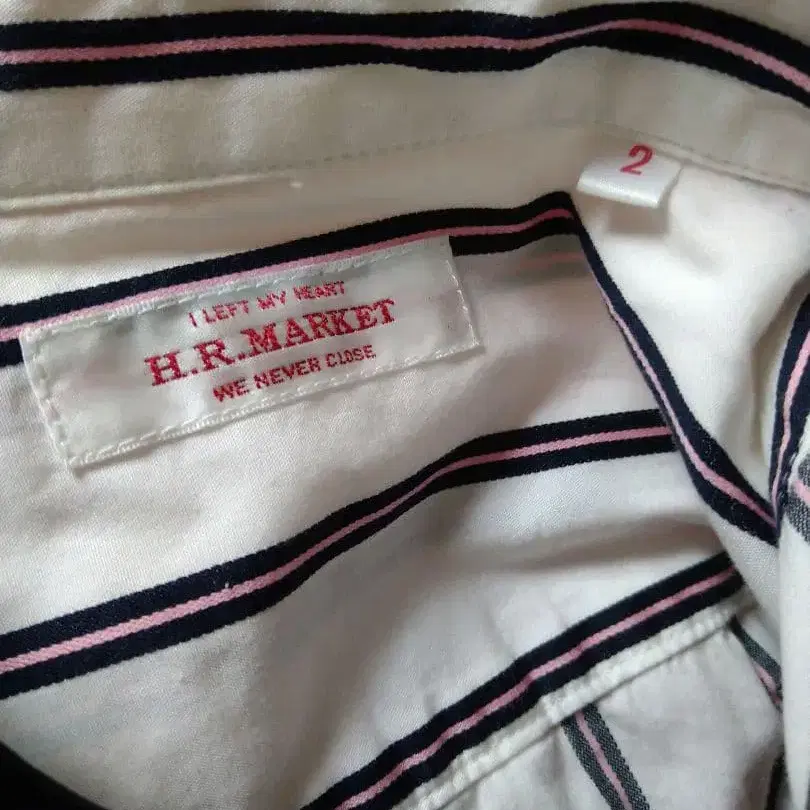 2
I LEFT MY HEART
H.R.MARKET
WE NEVER CLOSE